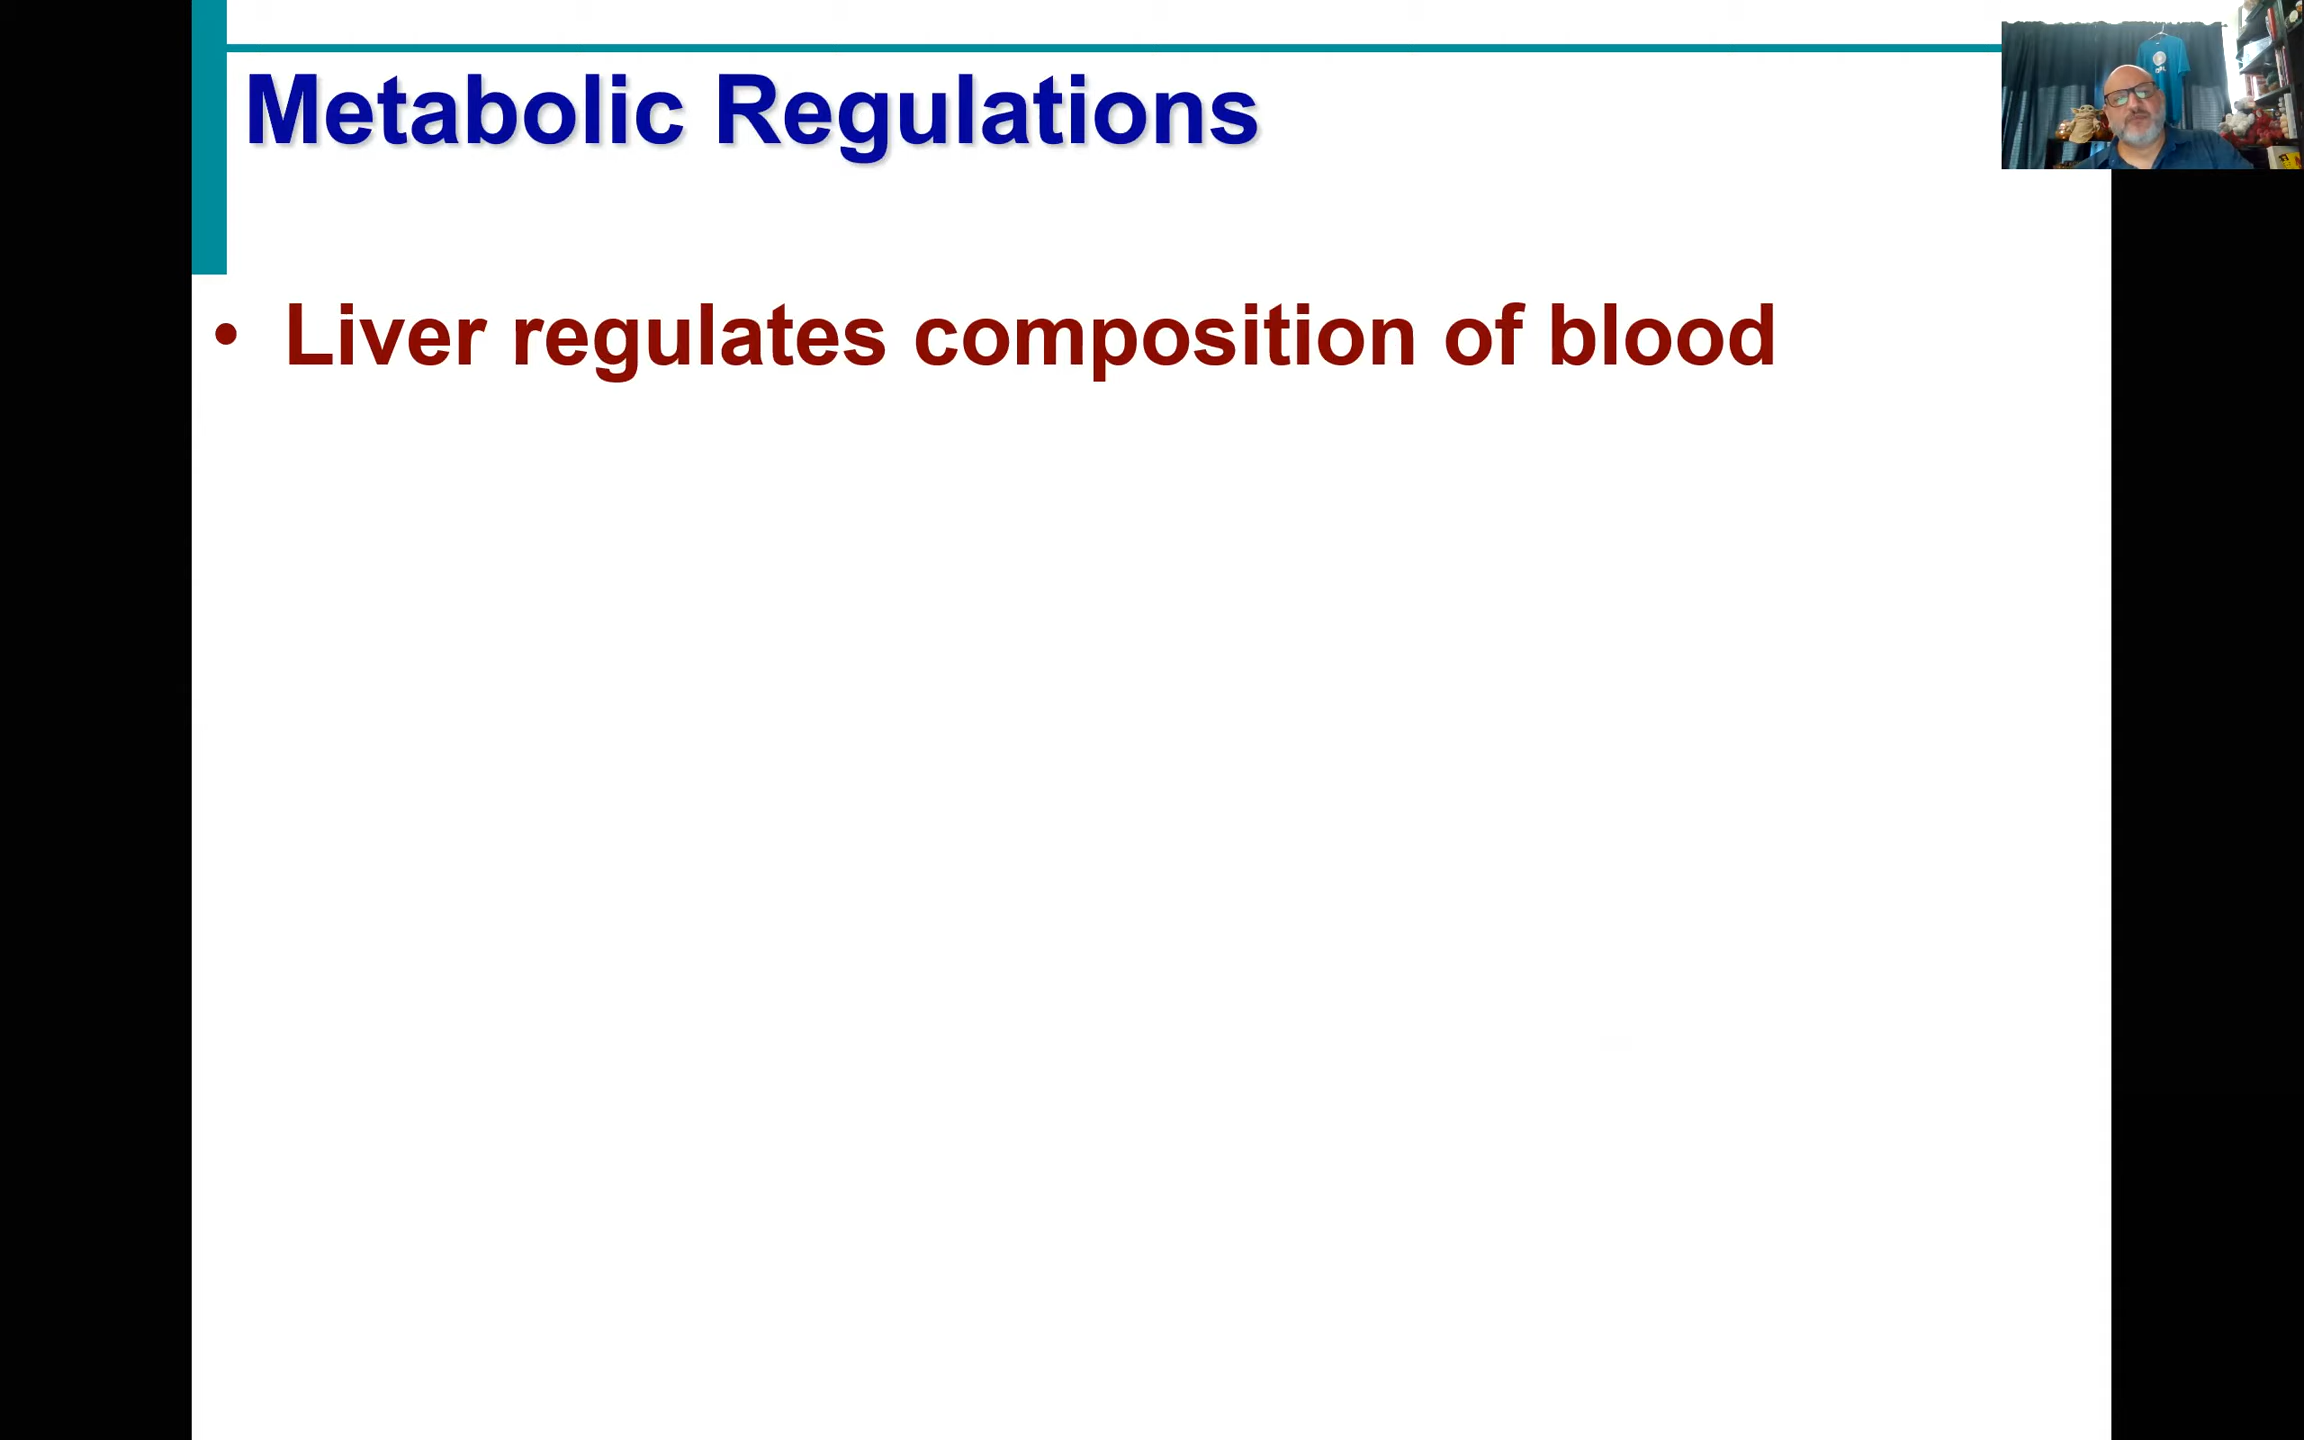 Metabolic Regulations
• Liver regulates composition of blood